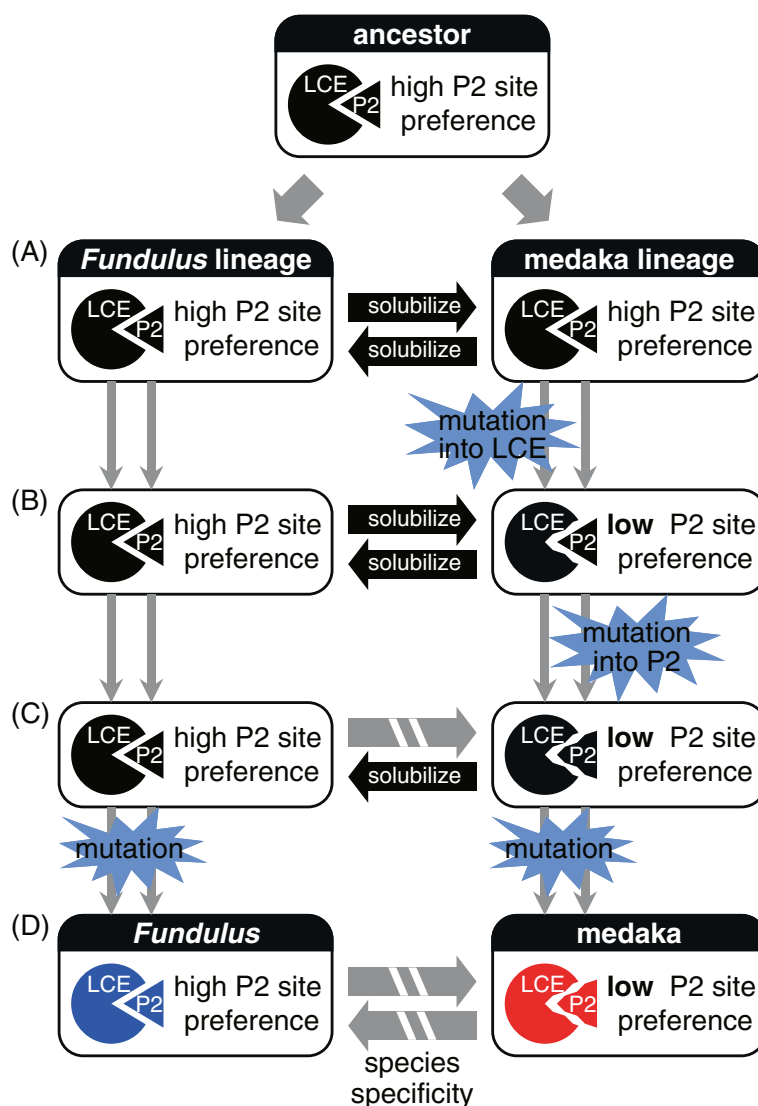 ancestor
LCE
P2
high P2 site
preference
(A)
Fundulus lineage
LCE
P2
high P2 site
preference
solubilize
solubilize
medaka lineage
LCE
P2
high P2 site
preference
mutation
into LCE
(B)
LCE
P2
high P2 site
preference
solubilize
solubilize
LCE
P2
low P2 site
preference
mutation
into P2
(C)
LCE
P2
high P2 site
preference
solubilize
LCE
P2
low P2 site
preference
mutation
mutation
(D)
Fundulus
LCE
P2
high P2 site
preference
species
specificity
medaka
LCE
P2
low P2 site
preference